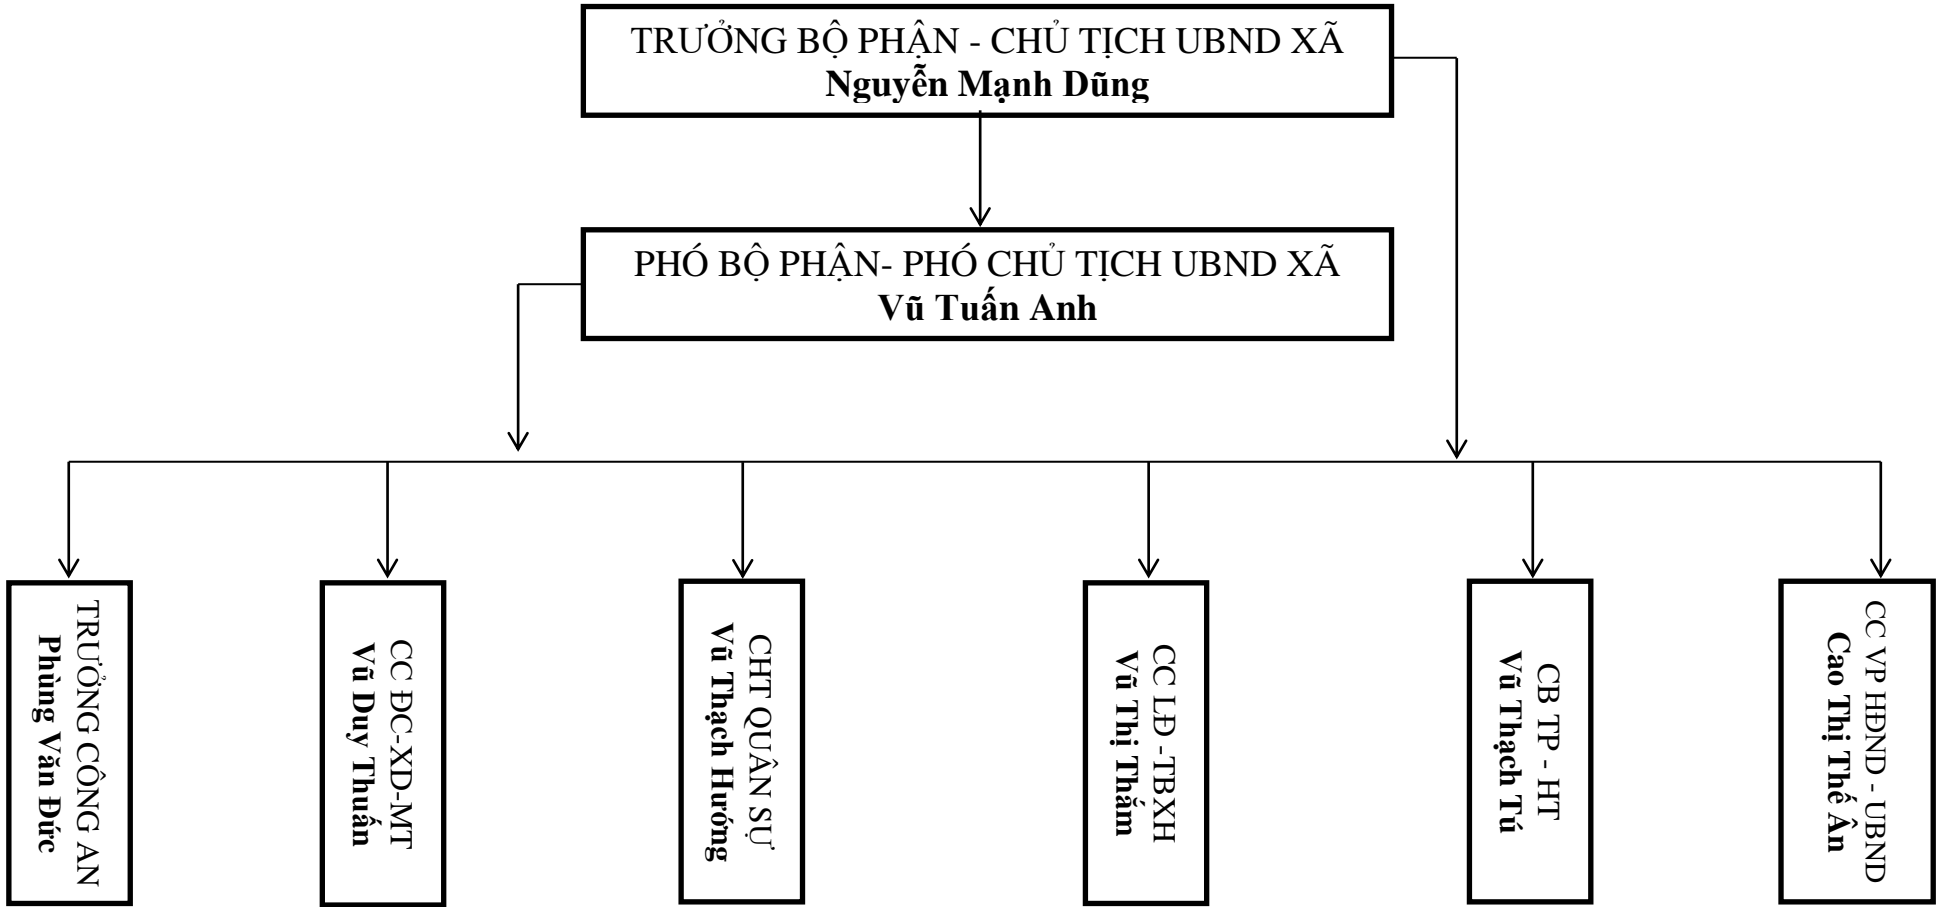 TRƯỞNG BỘ PHẬN - CHỦ TỊCH UBND XÃ
Nguyễn Mạnh Dũng
PHÓ BỘ PHẬN- PHÓ CHỦ TỊCH UBND XÃ
Vũ Tuấn Anh
TRƯỞNG CÔNG AN
Phùng Văn Đức
CC ĐC-XD-MT
Vũ Duy Thuấn
CHT QUÂN SỰ
Vũ Thạch Hướng
CC LĐ -TBXH
Vũ Thị Thắm
CB TP - HT
Vũ Thạch Tú
CC VP HĐND - UBND
Cao Thị Thế Ân